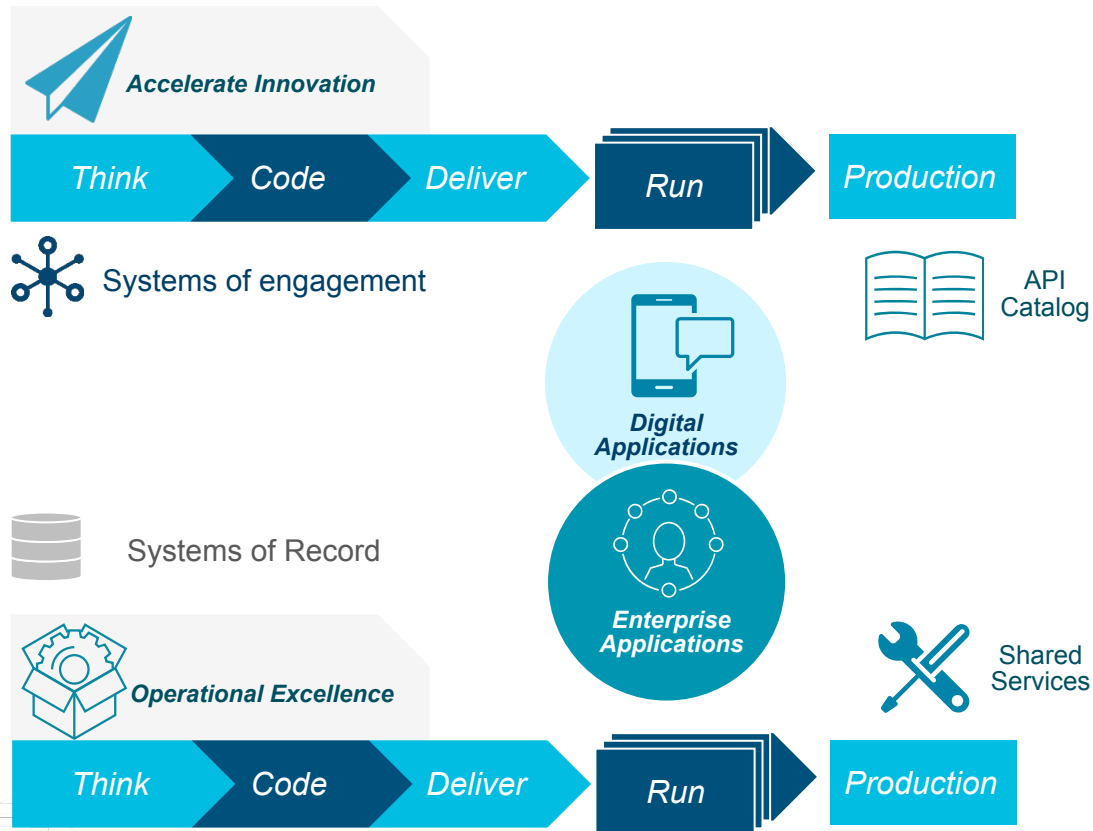 Accelerate Innovation
Think
Code
Deliver
Run
Production
Systems of engagement
API
Catalog
Digital
Applications
Systems of Record
Enterprise
Applications
Shared
Services
Operational Excellence
Think
Code
Deliver
Run
Production